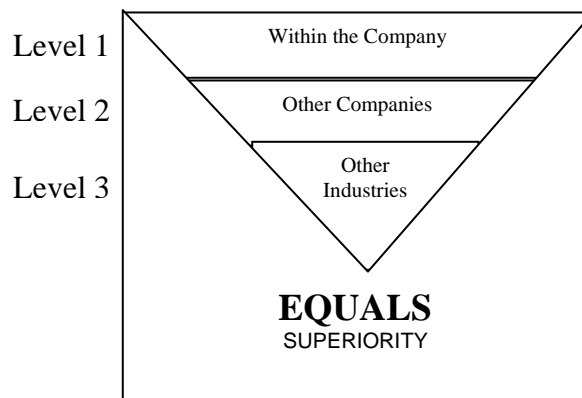 Level 1
Within the Company
Level 2
Other Companies
Level 3
Other
Industries
EQUALS
SUPERIORITY